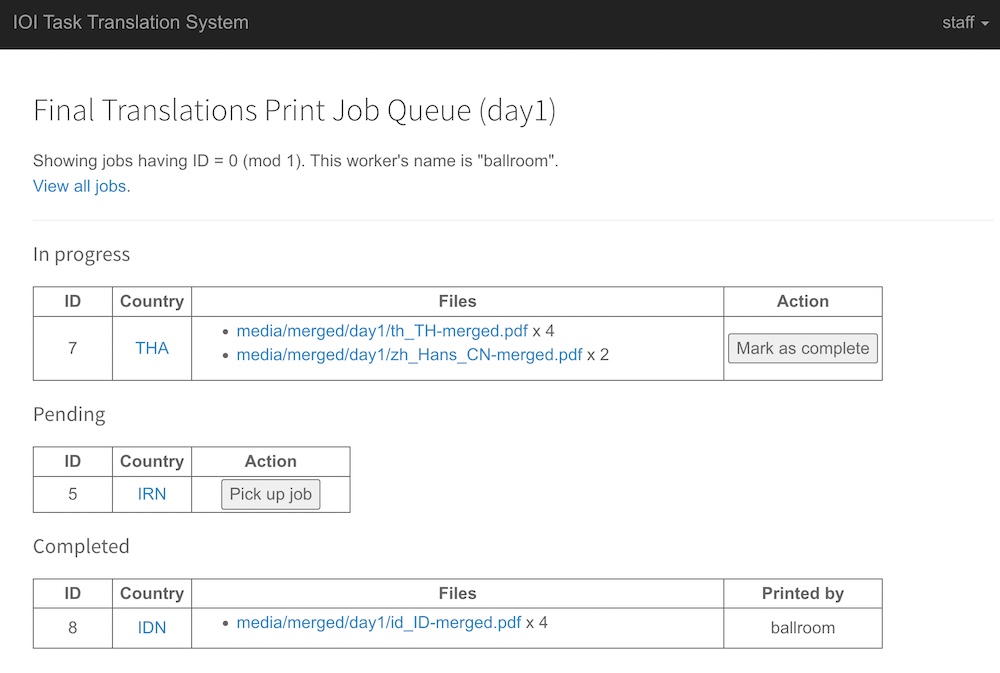 IOI Task Translation System
staff
Final Translations Print Job Queue (day1)
Showing jobs having ID = 0 (mod 1). This worker's name is "ballroom".
View all jobs.
In progress
ID Country Files Action
7 THA media/merged/day1/th_TH-merged.pdf x 4
media/merged/day1/zh_Hans_CN-merged.pdf x 2
Mark as complete
Pending
ID Country Action
5 IRN Pick up job
Completed
ID Country Files Printed by
8 IDN media/merged/day1/id_ID-merged.pdf x 4 ballroom